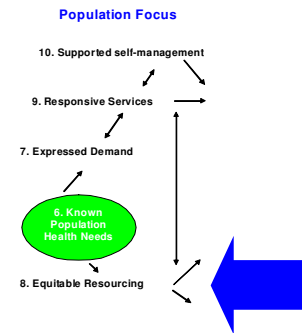 Population Focus
10. Supported self-management
9. Responsive Services
7. Expressed Demand
6. Known
Population
Health Needs
8. Equitable Resourcing